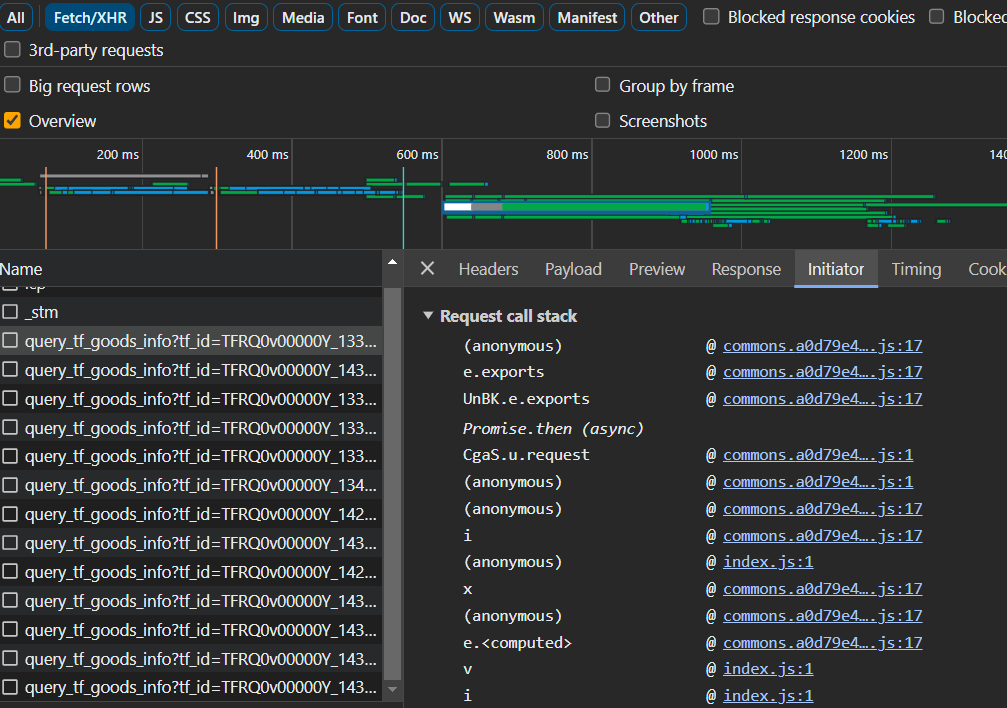 All Fetch/XHR JS CSS Img Media Font Doc WS Wasm Manifest Other Blocked response cookies
3rd-party requests
Big request rows Group by frame
Overview Screenshots
200 ms 400 ms 600 ms 800 ms 1000 ms 1200 ms
Name
_stm
query_tf_goods_info?tf_id=TFRQ0v00000Y_133...
query_tf_goods_info?tf_id=TFRQ0v00000Y_143...
query_tf_goods_info?tf_id=TFRQ0v00000Y_133...
query_tf_goods_info?tf_id=TFRQ0v00000Y_133...
query_tf_goods_info?tf_id=TFRQ0v00000Y_133...
query_tf_goods_info?tf_id=TFRQ0v00000Y_134...
query_tf_goods_info?tf_id=TFRQ0v00000Y_142...
query_tf_goods_info?tf_id=TFRQ0v00000Y_143...
query_tf_goods_info?tf_id=TFRQ0v00000Y_142...
query_tf_goods_info?tf_id=TFRQ0v00000Y_143...
query_tf_goods_info?tf_id=TFRQ0v00000Y_143...
query_tf_goods_info?tf_id=TFRQ0v00000Y_143...
query_tf_goods_info?tf_id=TFRQ0v00000Y_143...
Headers Payload Preview Response Initiator Timing
Request call stack
(anonymous) @ commons.a0d79e4….js:17
e.exports @ commons.a0d79e4….js:17
UnBK.e.exports @ commons.a0d79e4….js:17
Promise.then (async)
CgaS.u.request @ commons.a0d79e4….js:1
(anonymous) @ commons.a0d79e4….js:1
(anonymous) @ commons.a0d79e4….js:17
i @ commons.a0d79e4….js:17
(anonymous) @ index.js:1
x @ commons.a0d79e4….js:17
(anonymous) @ commons.a0d79e4….js:17
e.<computed> @ commons.a0d79e4….js:17
v @ index.js:1
i @ index.js:1